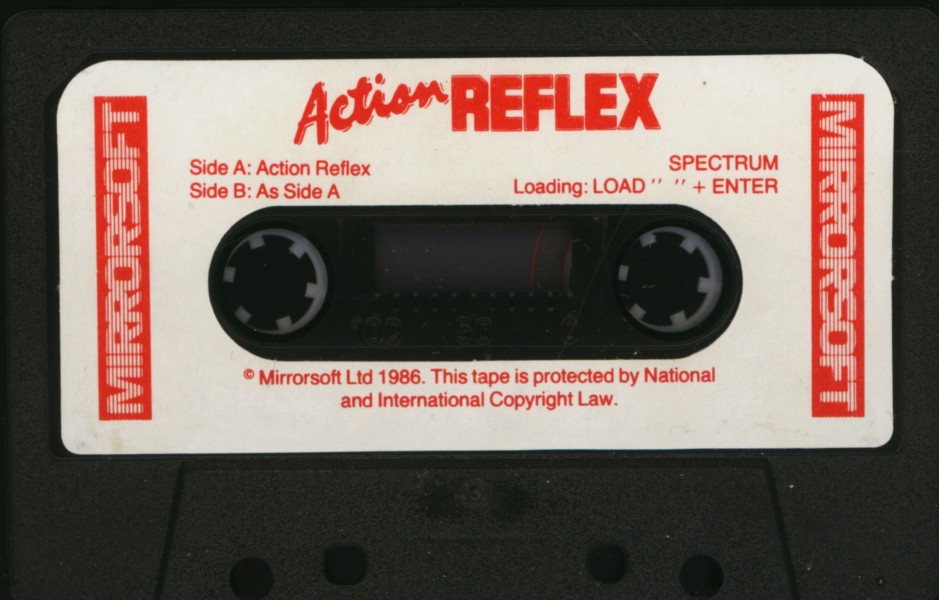 Action REFLEX
MIRRORSOFT
MIRRORSOFT
Side A: Action Reflex
Side B: As Side A
SPECTRUM
Loading: LOAD " " + ENTER
© Mirrorsoft Ltd 1986. This tape is protected by National
and International Copyright Law.